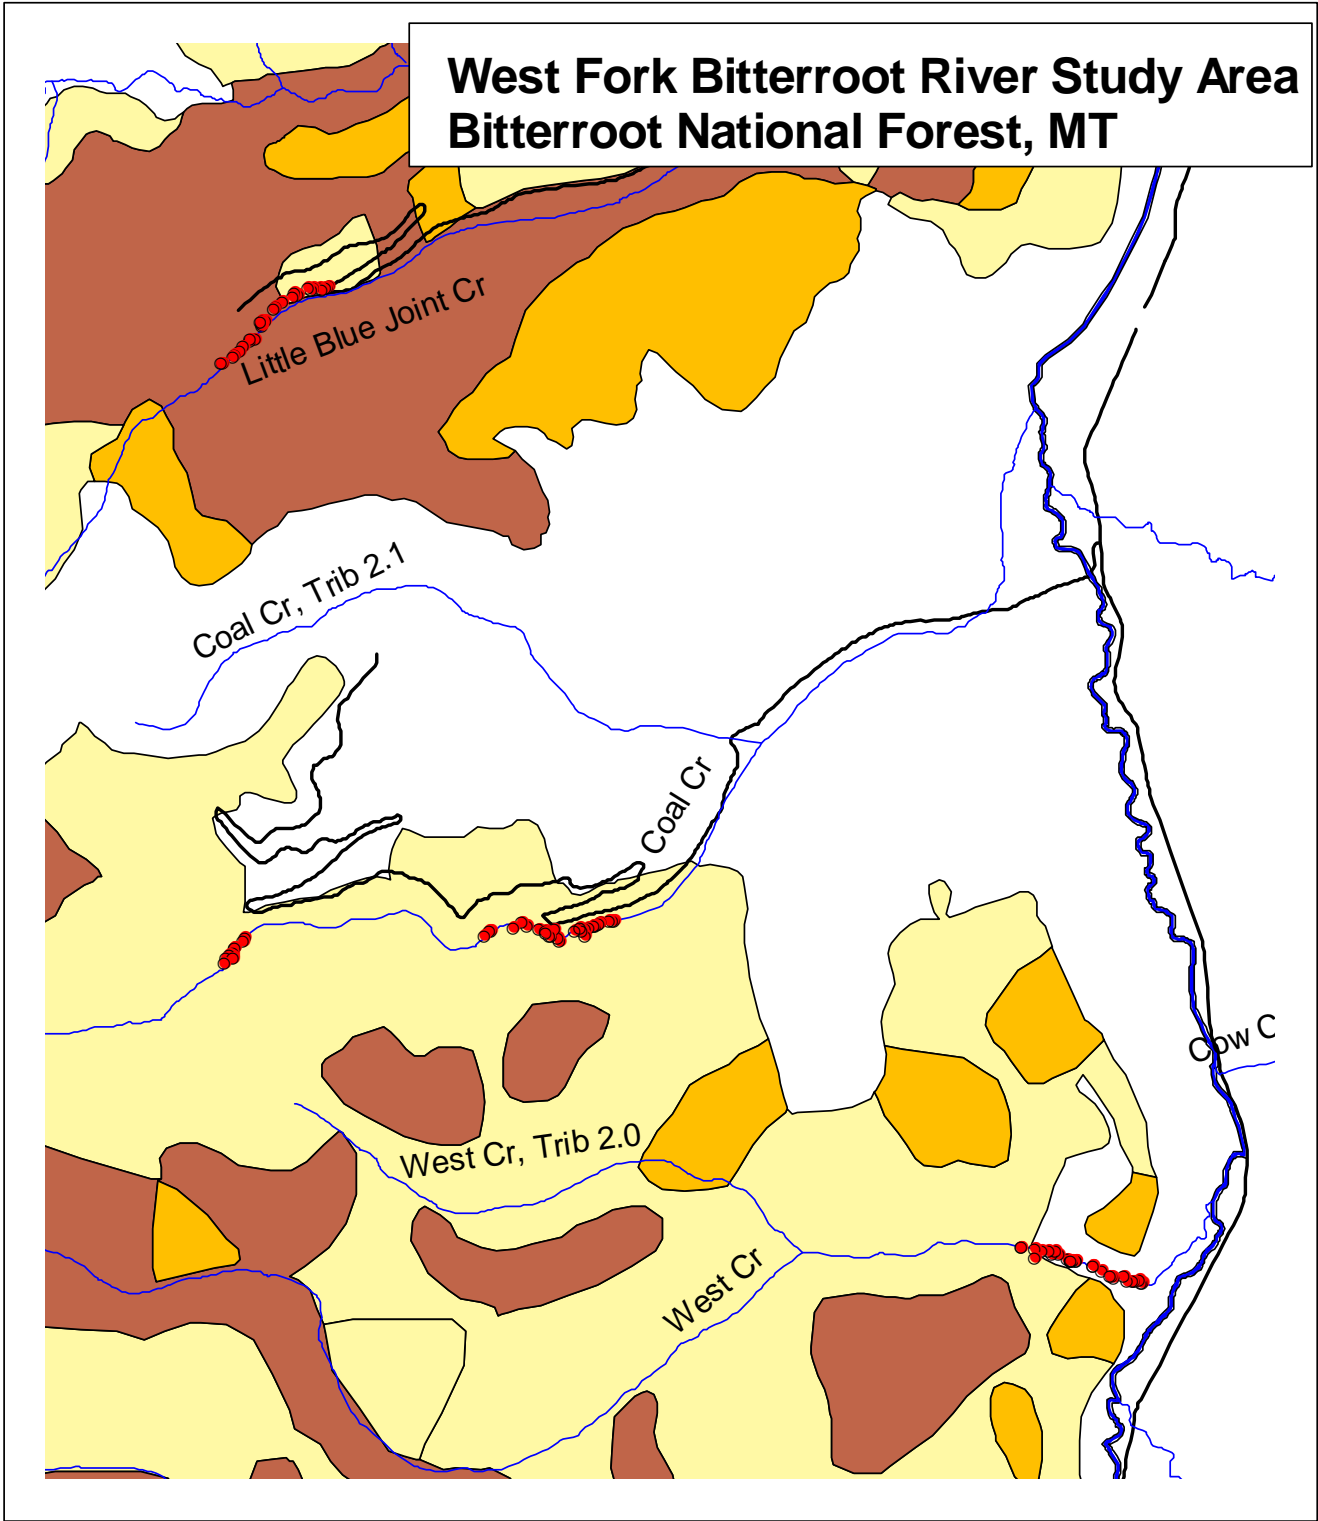 West Fork Bitterroot River Study Area
Bitterroot National Forest, MT
Little Blue Joint Cr
Coal Cr, Trib 2.1
Coal Cr
Cow C
West Cr, Trib 2.0
West Cr